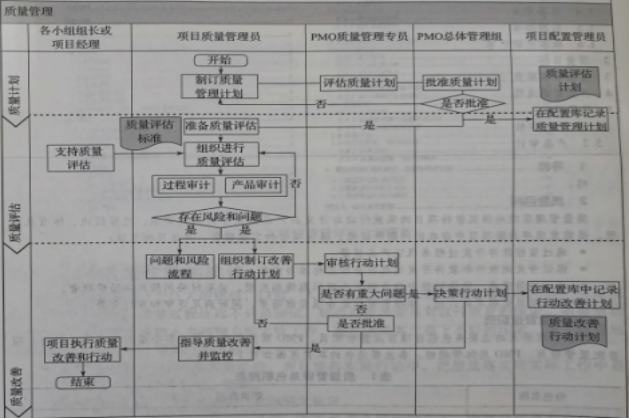 质量管理
各小组组长或
项目经理
项目质量管理员
PMO质量管理专员
PMO总体管理组
项目配置管理员
质量计划
开始
制订质量
管理计划
评估质量计划
批准质量计划
质量评估
计划
否
是否批准
是
在配置库记录
质量管理计划
质量评估
质量评估
标准
准备质量评估
是
支持质量
评估
组织进行
质量评估
过程审计
产品审计
否
存在风险和问题
是
是
问题和风险
流程
组织制订改善
行动计划
审核行动计划
是否有重大问题
是
决策行动计划
在配置库中记录
行动改善计划
否
否
是否批准
质量改善
行动计划
质量改善
项目执行质量
改善和行动
指导质量改善
并监控
是
结束